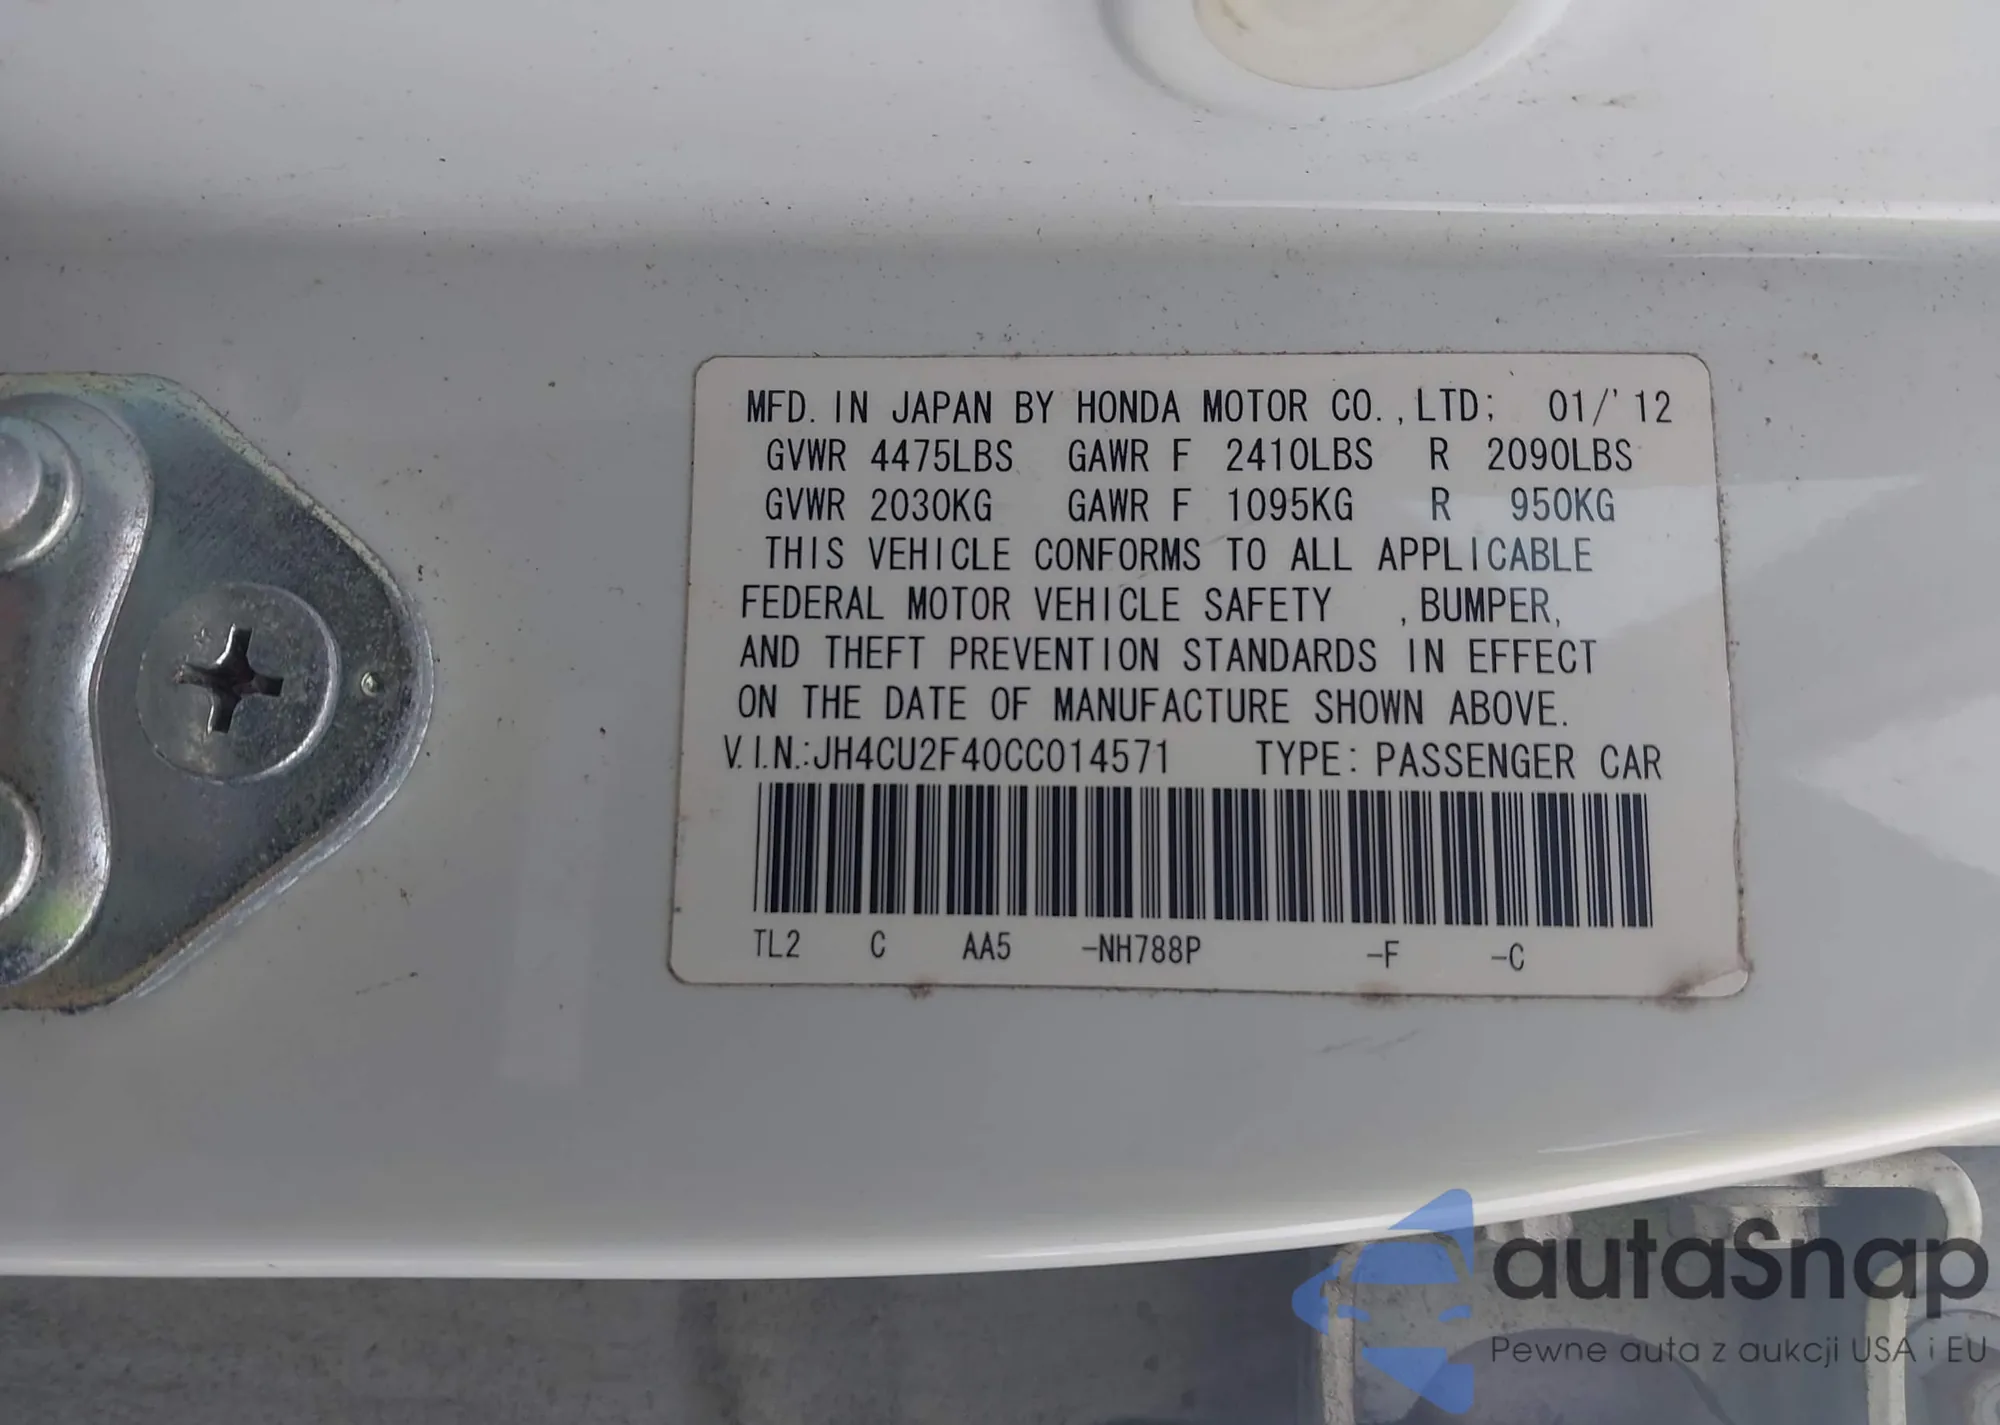 MFD. IN JAPAN BY HONDA MOTOR CO.,LTD; 01/'12
GVWR 4475LBS GAWR F 2410LBS R 2090LBS
GVWR 2030KG GAWR F 1095KG R 950KG
THIS VEHICLE CONFORMS TO ALL APPLICABLE
FEDERAL MOTOR VEHICLE SAFETY ,BUMPER,
AND THEFT PREVENTION STANDARDS IN EFFECT
ON THE DATE OF MANUFACTURE SHOWN ABOVE.
V.I.N.:JH4CU2F40CC014571 TYPE: PASSENGER CAR
TL2 C AA5 -NH788P -F -C
autoSnap
Pewne auta z aukcji USA i EU